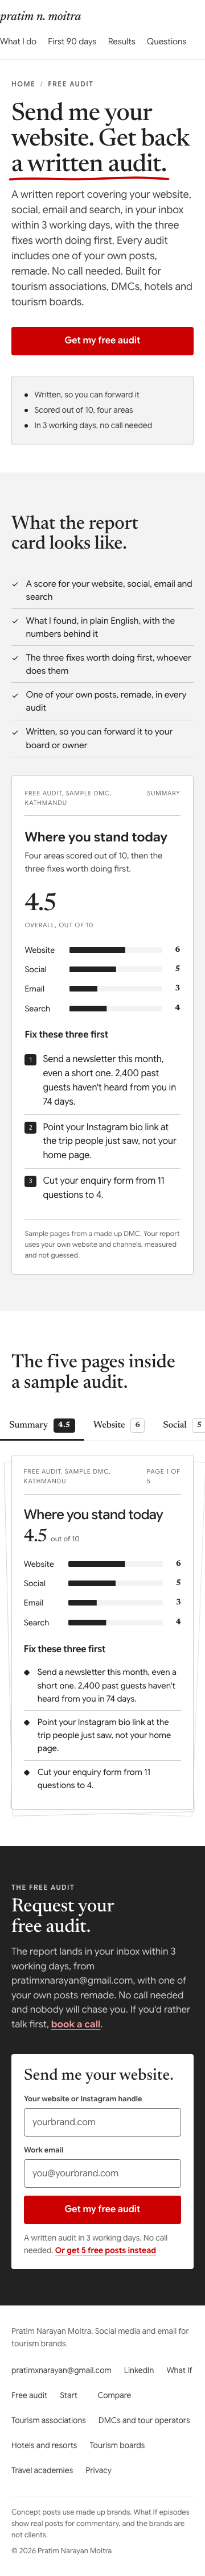 pratim n. moitra
What I do First 90 days Results Questions
HOME / FREE AUDIT
Send me your
website. Get back
a written audit.
A written report covering your website,
social, email and search, in your inbox
within 3 working days, with the three
fixes worth doing first. Every audit
includes one of your own posts,
remade. No call needed. Built for
tourism associations, DMCs, hotels and
tourism boards.
Get my free audit
Written, so you can forward it
Scored out of 10, four areas
In 3 working days, no call needed
What the report
card looks like.
A score for your website, social, email and
search
What I found, in plain English, with the
numbers behind it
The three fixes worth doing first, whoever
does them
One of your own posts, remade, in every
audit
Written, so you can forward it to your
board or owner
FREE AUDIT, SAMPLE DMC, SUMMARY
KATHMANDU
Where you stand today
Four areas scored out of 10, then the
three fixes worth doing first.
4.5
OVERALL, OUT OF 10
Website 6
Social 5
Email 3
Search 4
Fix these three first
1 Send a newsletter this month,
even a short one. 2,400 past
guests haven't heard from you in
74 days.
2 Point your Instagram bio link at
the trip people just saw, not your
home page.
3 Cut your enquiry form from 11
questions to 4.
Sample pages from a made up DMC. Your report
uses your own website and channels, measured
and not guessed.
The five pages inside
a sample audit.
Summary 4.5 Website 6 Social 5
FREE AUDIT, SAMPLE DMC, PAGE 1 OF
KATHMANDU 5
Where you stand today
4.5 out of 10
Website 6
Social 5
Email 3
Search 4
Fix these three first
Send a newsletter this month, even a
short one. 2,400 past guests haven't
heard from you in 74 days.
Point your Instagram bio link at the
trip people just saw, not your home
page.
Cut your enquiry form from 11
questions to 4.
THE FREE AUDIT
Request your
free audit.
The report lands in your inbox within 3
working days, from
pratimxnarayan@gmail.com, with one of
your own posts remade. No call needed
and nobody will chase you. If you'd rather
talk first, book a call.
Send me your website.
Your website or Instagram handle
yourbrand.com
Work email
you@yourbrand.com
Get my free audit
A written audit in 3 working days. No call
needed. Or get 5 free posts instead
Pratim Narayan Moitra. Social media and email for
tourism brands.
pratimxnarayan@gmail.com LinkedIn What If
Free audit Start Compare
Tourism associations DMCs and tour operators
Hotels and resorts Tourism boards
Travel academies Privacy
Concept posts use made up brands. What If episodes
show real posts for commentary, and the brands are
not clients.
© 2026 Pratim Narayan Moitra